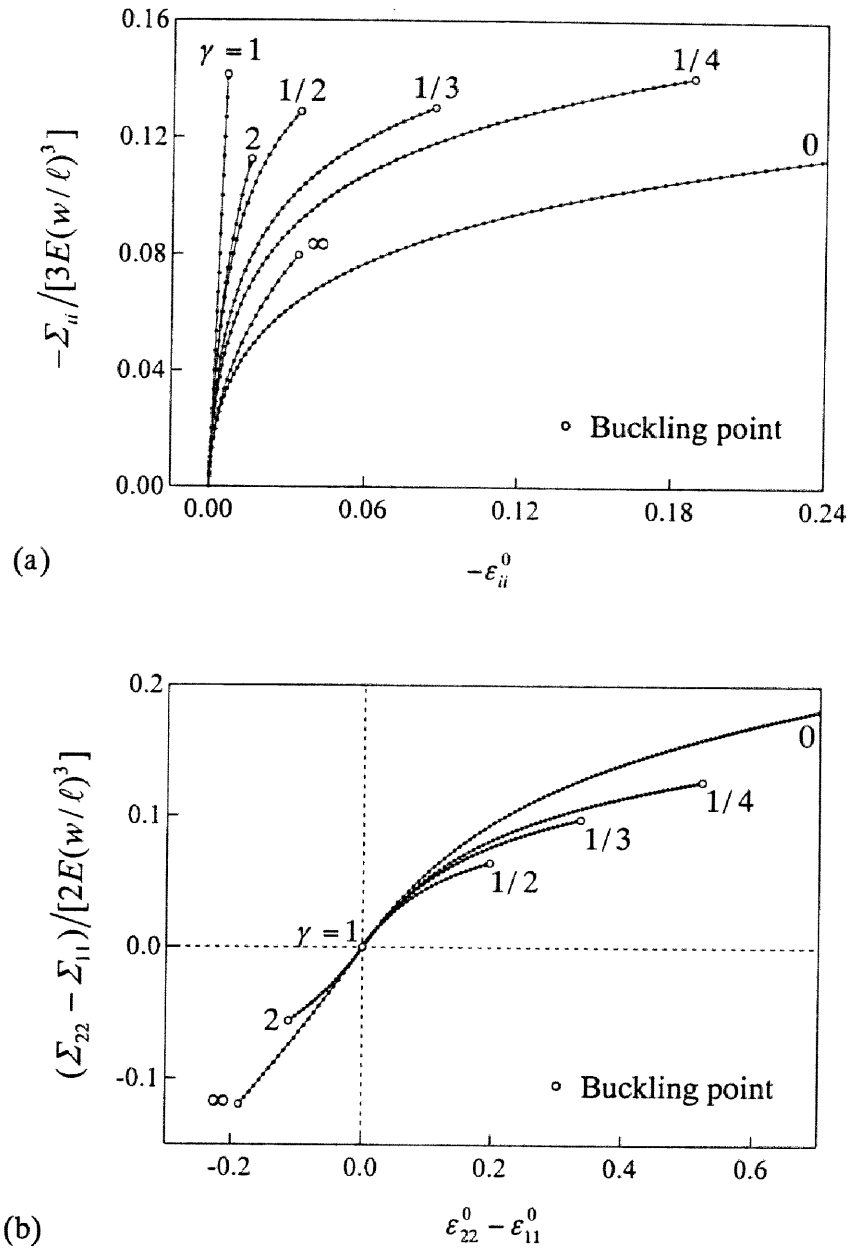 0.16
γ = 1
1/2
1/3
1/4
2
0
0.12
∞
0.08
0.04
0.00
−Σii/[3E(w/ℓ)³]
∘ Buckling point
0.00 0.06 0.12 0.18 0.24
(a)
−ε⁰ii
0.2
0
1/4
0.1
1/3
1/2
γ = 1
0.0
2
(Σ22 − Σ11)/[2E(w/ℓ)³]
-0.1
∞
∘ Buckling point
-0.2 0.0 0.2 0.4 0.6
(b)
ε⁰22 − ε⁰11